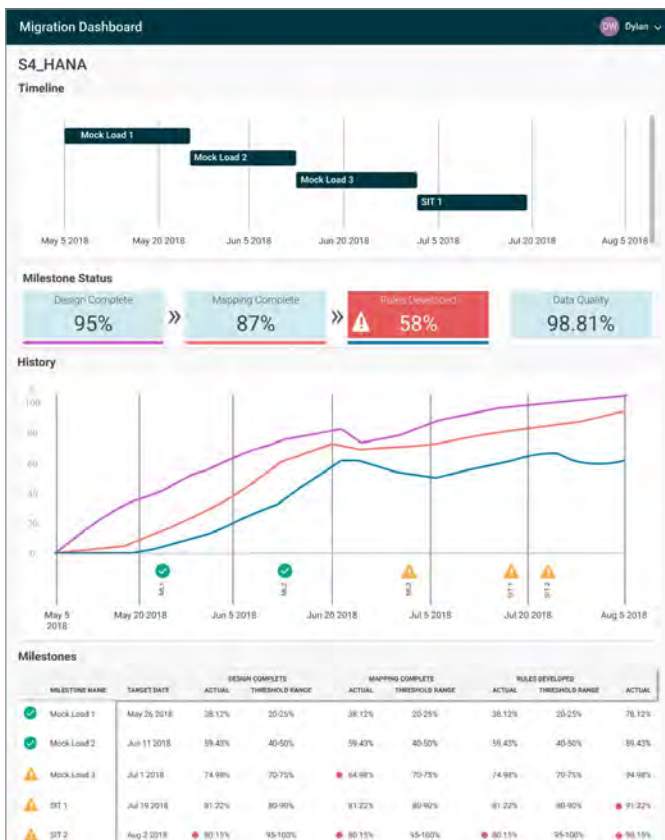 Migration Dashboard
DW Dylan
S4_HANA
Timeline
Mock Load 1
Mock Load 2
Mock Load 3
SIT 1
May 5 2018 May 20 2018 Jun 5 2018 Jun 20 2018 Jul 5 2018 Jul 20 2018 Aug 5 2018
Milestone Status
Design Complete Mapping Complete Rules Developed Data Quality
95% » 87% » 58% 98.81%
History
100
80
60
40
20
0
ML1 ML2 ML3 SIT 1 SIT 2
May 5 2018 May 20 2018 Jun 5 2018 Jun 20 2018 Jul 5 2018 Jul 20 2018 Aug 5 2018
Milestones
DESIGN COMPLETE MAPPING COMPLETE RULES DEVELOPED
MILESTONE NAME TARGET DATE ACTUAL THRESHOLD RANGE ACTUAL THRESHOLD RANGE ACTUAL THRESHOLD RANGE ACTUAL
Mock Load 1 May 26 2018 38.12% 20-25% 38.12% 20-25% 38.12% 20-25% 78.12%
Mock Load 2 Jun 11 2018 59.43% 40-50% 59.43% 40-50% 59.43% 40-50% 89.43%
Mock Load 3 Jul 1 2018 74.98% 70-75% 64.98% 70-75% 74.98% 70-75% 94.98%
SIT 1 Jul 19 2018 81.22% 80-90% 81.22% 80-90% 81.22% 80-90% 91.22%
SIT 2 Aug 2 2018 80.15% 95-100% 80.15% 95-100% 80.15% 95-100% 90.15%